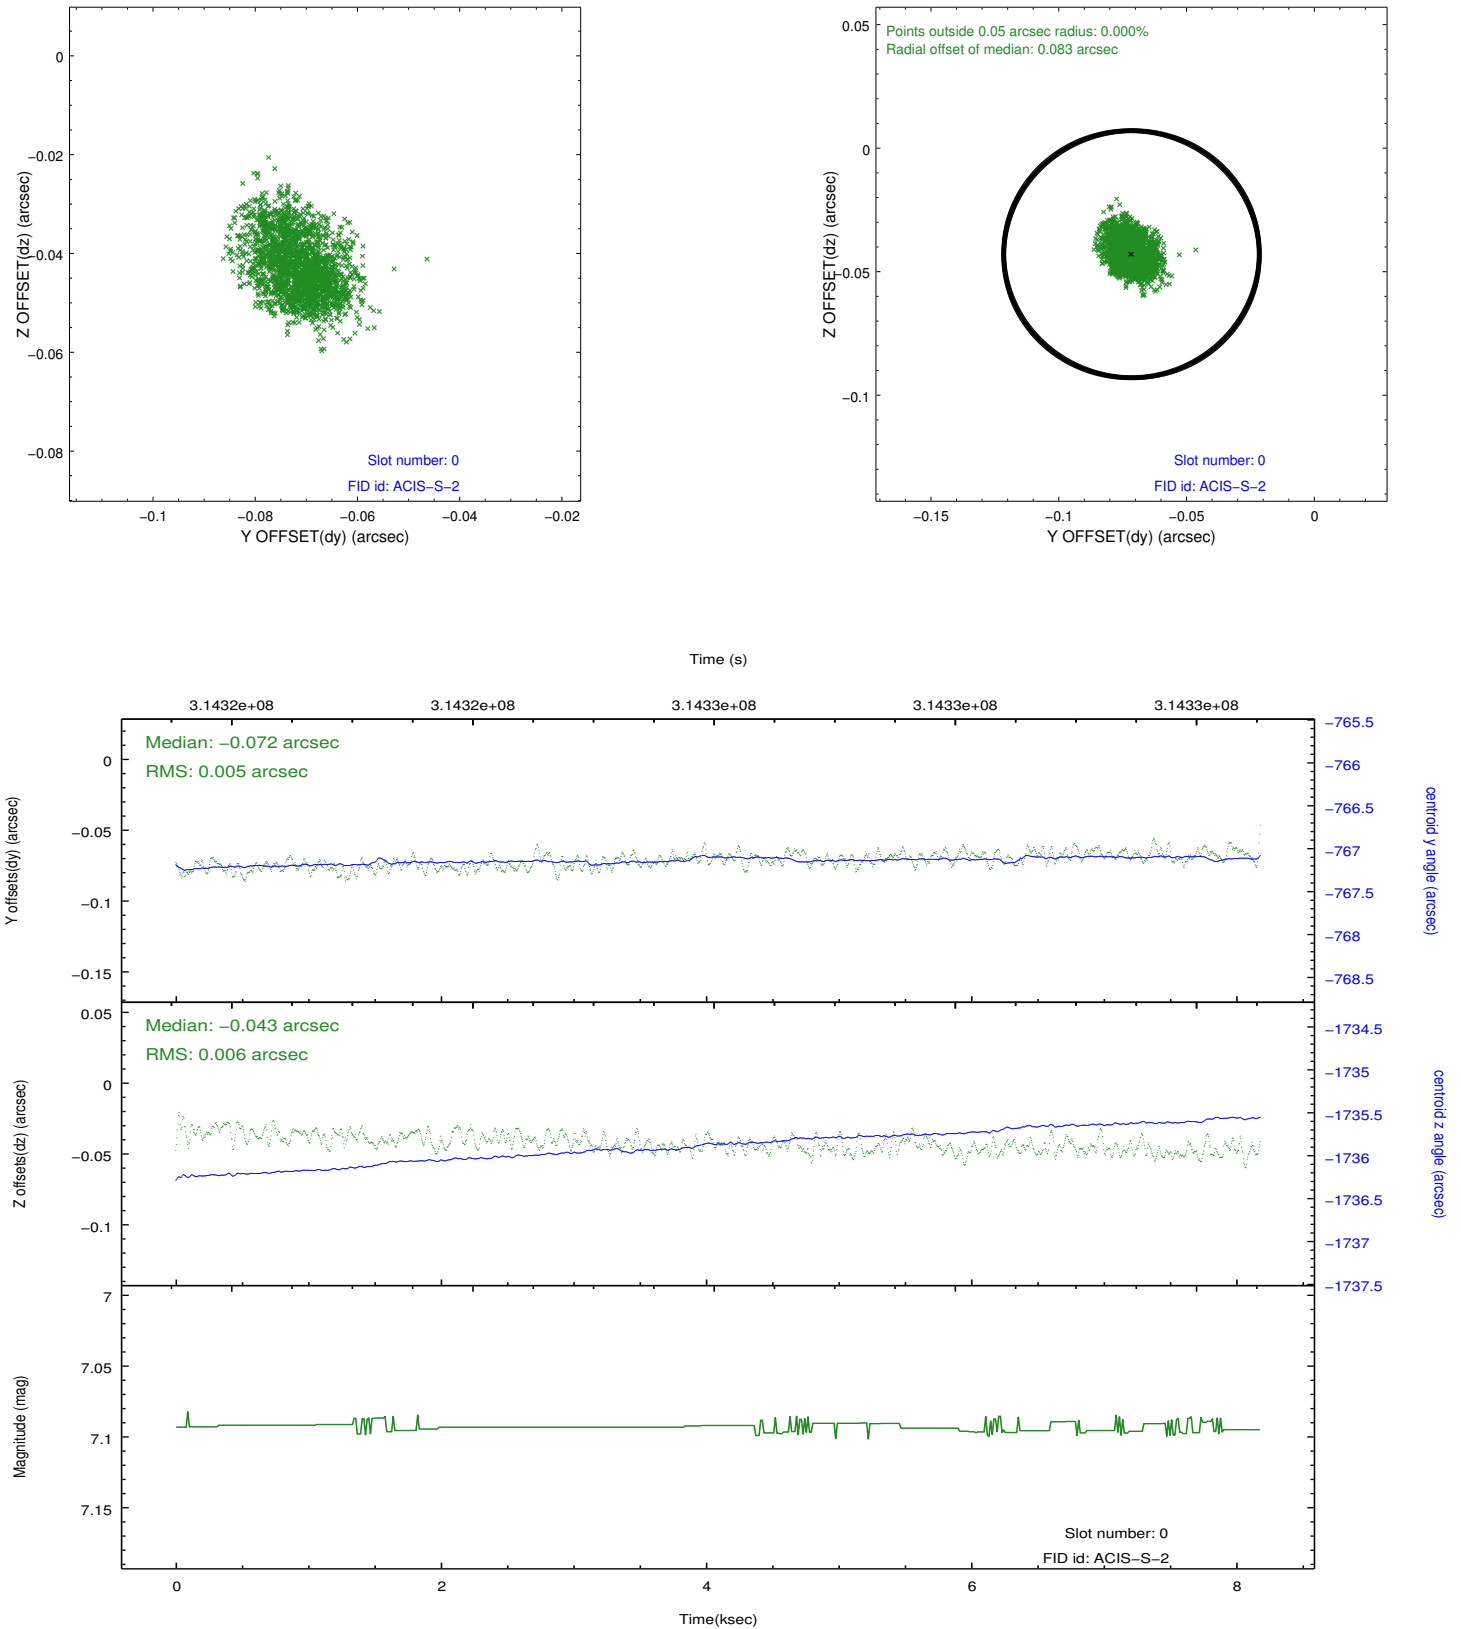 0
−0.02
−0.04
−0.06
−0.08
Z OFFSET(dz) (arcsec)
Slot number: 0
FID id: ACIS−S−2
−0.1
−0.08
−0.06
−0.04
−0.02
Y OFFSET(dy) (arcsec)
Points outside 0.05 arcsec radius: 0.000%
Radial offset of median: 0.083 arcsec
0.05
0
−0.05
−0.1
Z OFFSET(dz) (arcsec)
Slot number: 0
FID id: ACIS−S−2
−0.15
−0.1
−0.05
0
Y OFFSET(dy) (arcsec)
Time (s)
3.1432e+08
3.1432e+08
3.1433e+08
3.1433e+08
3.1433e+08
Median: −0.072 arcsec
RMS: 0.005 arcsec
0
−0.05
−0.1
−0.15
Y offsets(dy) (arcsec)
−765.5
−766
−766.5
−767
−767.5
−768
−768.5
centroid y angle (arcsec)
Median: −0.043 arcsec
RMS: 0.006 arcsec
0.05
0
−0.05
−0.1
Z offsets(dz) (arcsec)
−1734.5
−1735
−1735.5
−1736
−1736.5
−1737
−1737.5
centroid z angle (arcsec)
7
7.05
7.1
7.15
Magnitude (mag)
Slot number: 0
FID id: ACIS−S−2
0
2
4
6
8
Time(ksec)